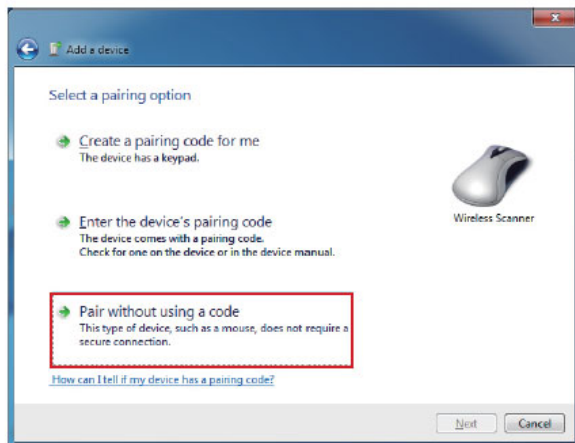 Add a device
Select a pairing option
Create a pairing code for me
The device has a keypad.
Wireless Scanner
Enter the device's pairing code
The device comes with a pairing code.
Check for one on the device or in the device manual.
Pair without using a code
This type of device, such as a mouse, does not require a
secure connection.
How can I tell if my device has a pairing code?
Next
Cancel